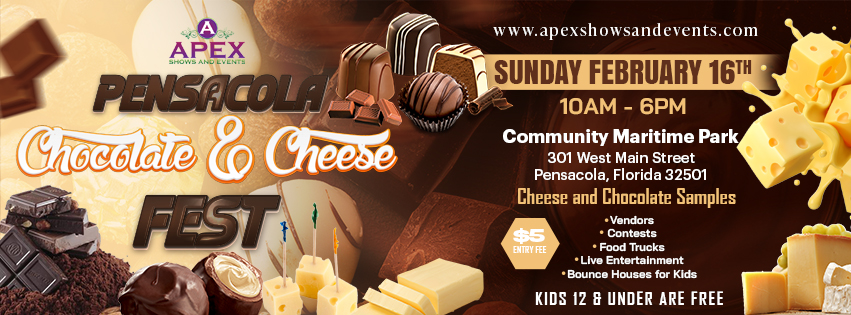 A
APEX
SHOWS AND EVENTS
PENSACOLA
Chocolate & Cheese
FEST
www.apexshowsandevents.com
SUNDAY FEBRUARY 16TH
10AM - 6PM
Community Maritime Park
301 West Main Street
Pensacola, Florida 32501
Cheese and Chocolate Samples
$5
ENTRY FEE
• Vendors
• Contests
• Food Trucks
• Live Entertainment
• Bounce Houses for Kids
KIDS 12 & UNDER ARE FREE